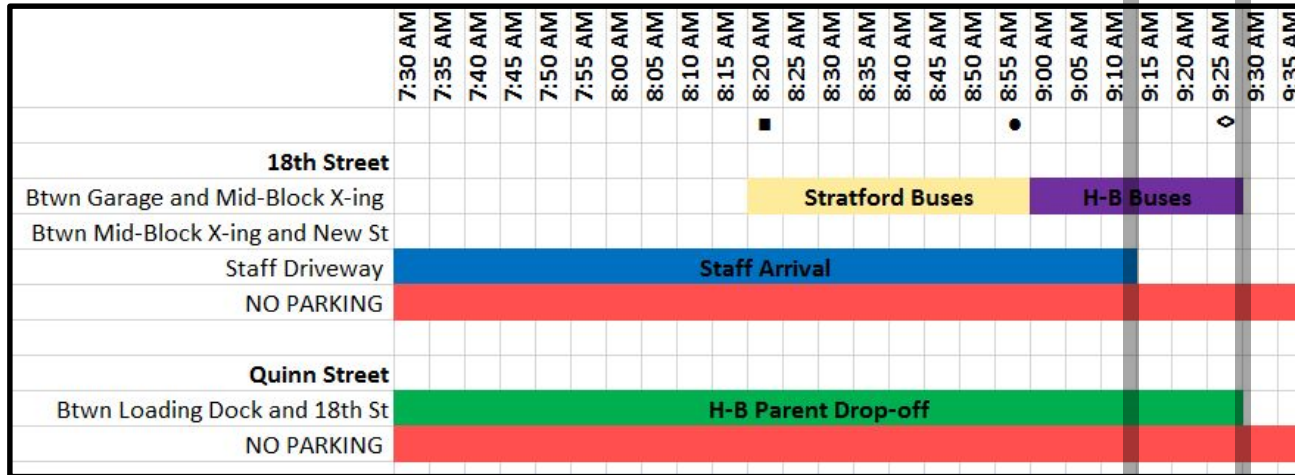 7:30 AM 7:35 AM 7:40 AM 7:45 AM 7:50 AM 7:55 AM 8:00 AM 8:05 AM 8:10 AM 8:15 AM 8:20 AM 8:25 AM 8:30 AM 8:35 AM 8:40 AM 8:45 AM 8:50 AM 8:55 AM 9:00 AM 9:05 AM 9:10 AM 9:15 AM 9:20 AM 9:25 AM 9:30 AM 9:35 AM
18th Street
Btwn Garage and Mid-Block X-ing Stratford Buses H-B Buses
Btwn Mid-Block X-ing and New St
Staff Driveway Staff Arrival
NO PARKING
Quinn Street
Btwn Loading Dock and 18th St H-B Parent Drop-off
NO PARKING